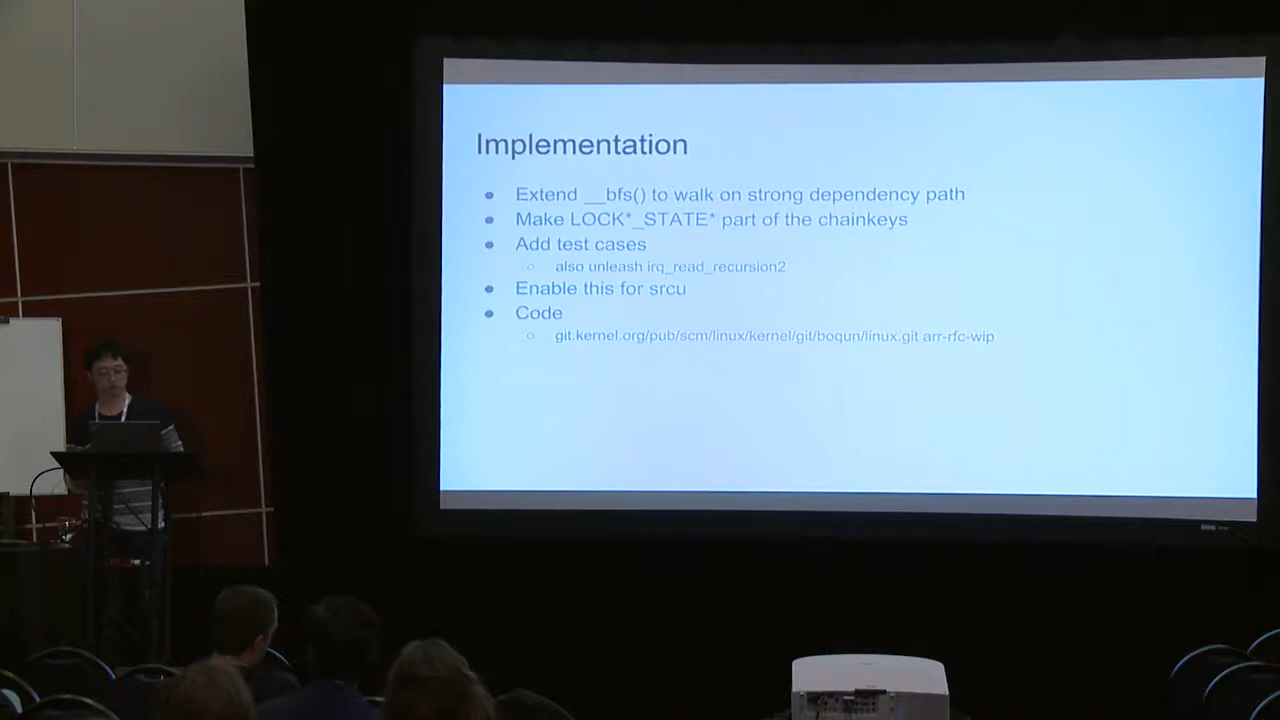 Implementation
Extend __bfs() to walk on strong dependency path
Make LOCK*_STATE* part of the chainkeys
Add test cases
also unleash irq_read_recursion2
Enable this for srcu
Code
git.kernel.org/pub/scm/linux/kernel/git/boqun/linux.git arr-rfc-wip